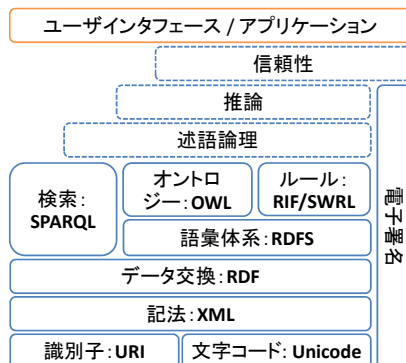 ユーザインタフェース / アプリケーション
信頼性
推論
述語論理
検索:
SPARQL
オントロ
ジー: OWL
ルール:
RIF/SWRL
語彙体系: RDFS
データ交換: RDF
記法: XML
識別子: URI
文字コード: Unicode
電子署名